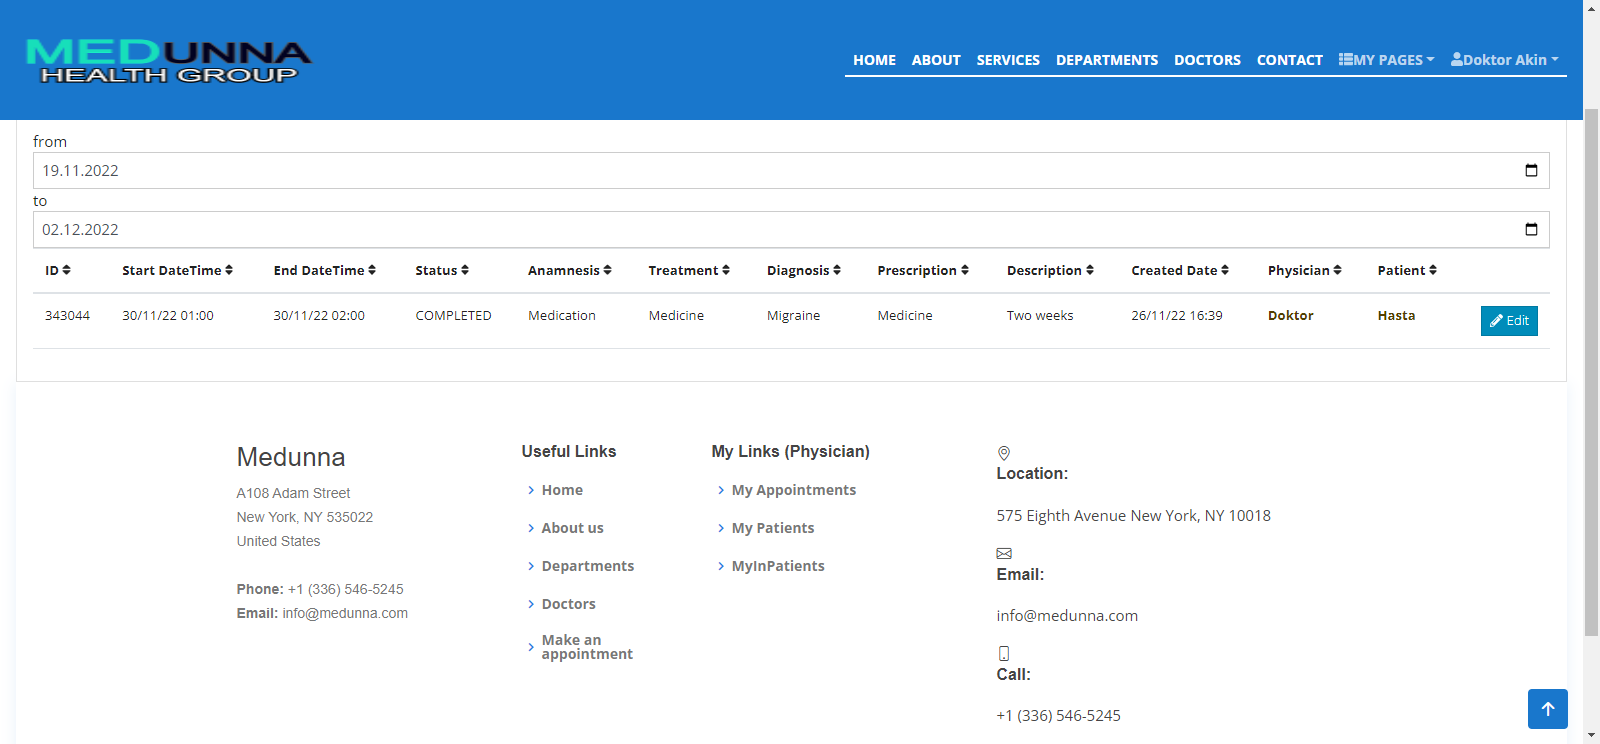 MEDUNNA
HEALTH GROUP
HOME ABOUT SERVICES DEPARTMENTS DOCTORS CONTACT MY PAGES Doktor Akin
from
19.11.2022
to
02.12.2022
ID Start DateTime End DateTime Status Anamnesis Treatment Diagnosis Prescription Description Created Date Physician Patient
343044 30/11/22 01:00 30/11/22 02:00 COMPLETED Medication Medicine Migraine Medicine Two weeks 26/11/22 16:39 Doktor Hasta Edit
Medunna
A108 Adam Street
New York, NY 535022
United States
Phone: +1 (336) 546-5245
Email: info@medunna.com
Useful Links
Home
About us
Departments
Doctors
Make an
appointment
My Links (Physician)
My Appointments
My Patients
MyInPatients
Location:
575 Eighth Avenue New York, NY 10018
Email:
info@medunna.com
Call:
+1 (336) 546-5245